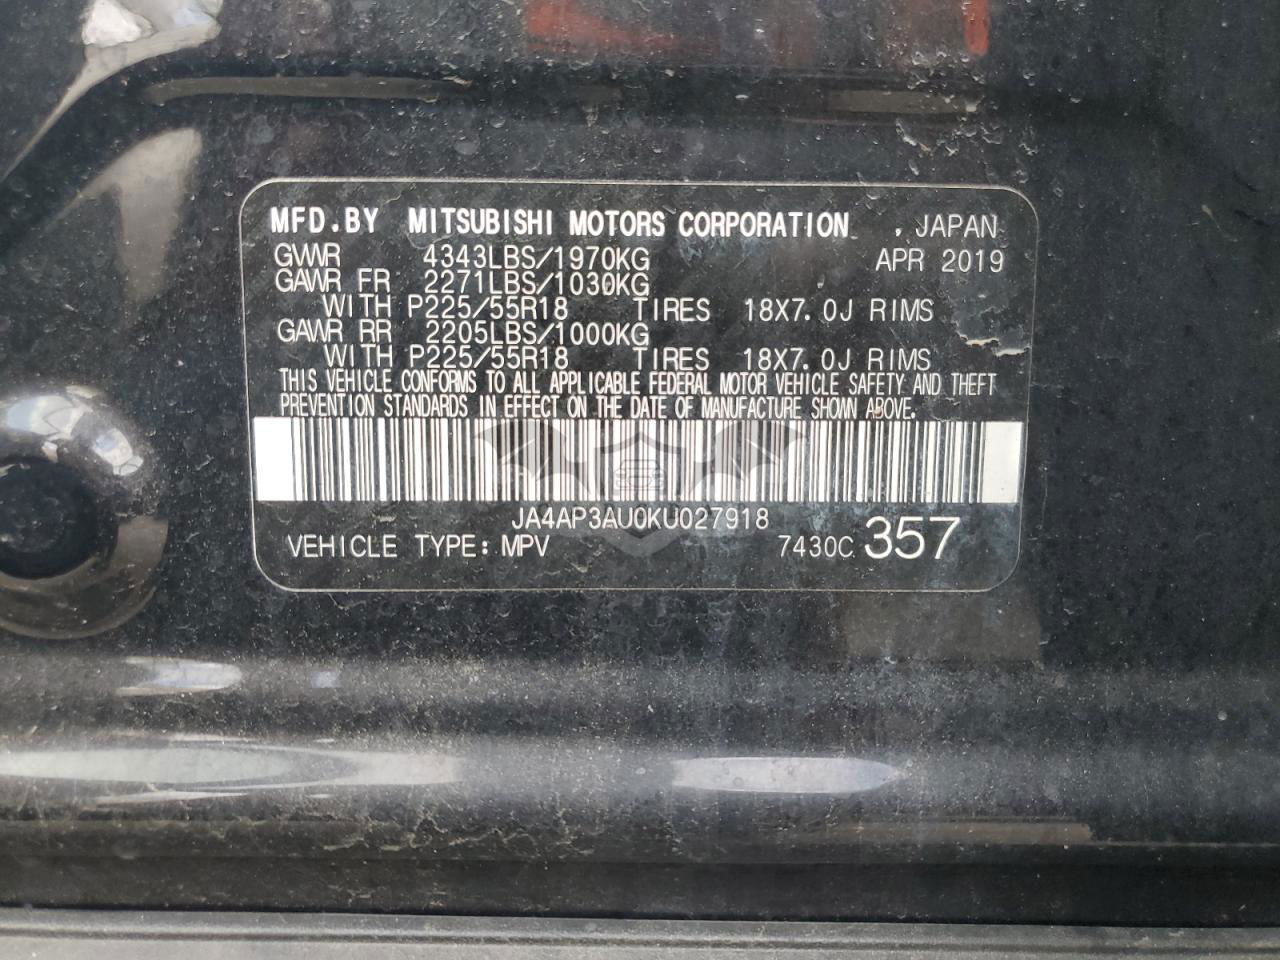 MFD.BY MITSUBISHI MOTORS CORPORATION , JAPAN
GVWR 4343LBS/1970KG APR 2019
GAWR FR 2271LBS/1030KG
WITH P225/55R18 TIRES 18X7.0J RIMS
GAWR RR 2205LBS/1000KG
WITH P225/55R18 TIRES 18X7.0J RIMS
THIS VEHICLE CONFORMS TO ALL APPLICABLE FEDERAL MOTOR VEHICLE SAFETY AND THEFT
PREVENTION STANDARDS IN EFFECT ON THE DATE OF MANUFACTURE SHOWN ABOVE.
JA4AP3AU0KU027918
VEHICLE TYPE: MPV 7430C 357